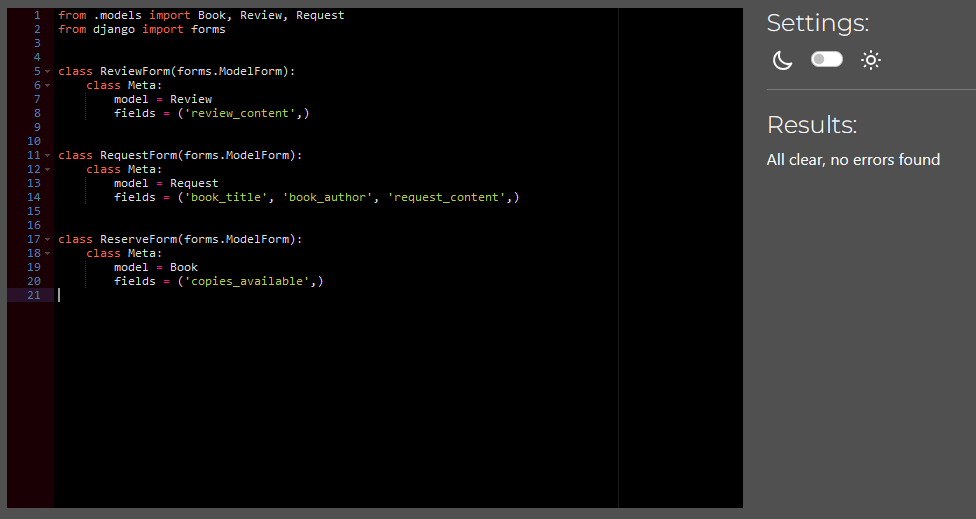 1 from .models import Book, Review, Request
2 from django import forms
3
4
5 class ReviewForm(forms.ModelForm):
6     class Meta:
7         model = Review
8         fields = ('review_content',)
9
10
11 class RequestForm(forms.ModelForm):
12     class Meta:
13         model = Request
14         fields = ('book_title', 'book_author', 'request_content',)
15
16
17 class ReserveForm(forms.ModelForm):
18     class Meta:
19         model = Book
20         fields = ('copies_available',)
21
Settings:
Results:
All clear, no errors found